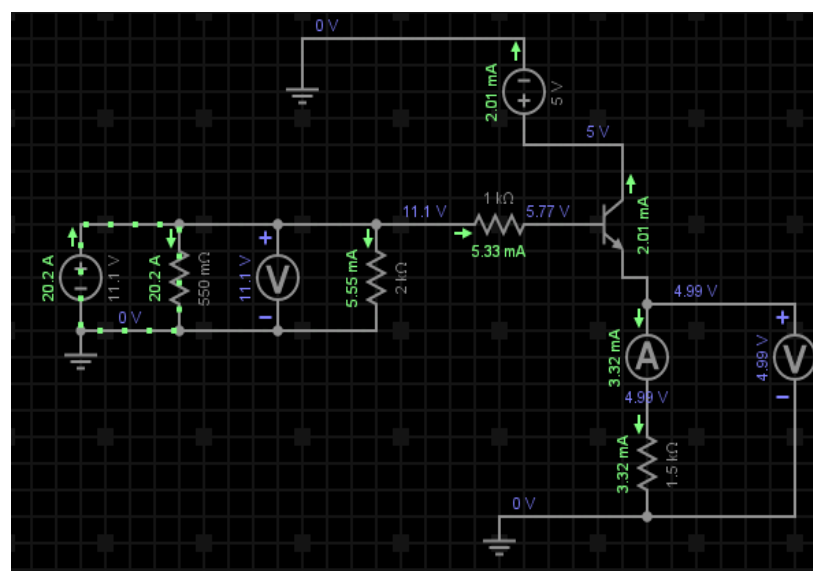 0 V
2.01 mA
5 V
5 V
20.2 A
11.1 V
20.2 A
550 mΩ
11.1 V
V
5.55 mA
2 kΩ
11.1 V
1 kΩ
5.33 mA
5.77 V
2.01 mA
0 V
4.99 V
3.32 mA
A
4.99 V
V
4.99 V
3.32 mA
1.5 kΩ
0 V